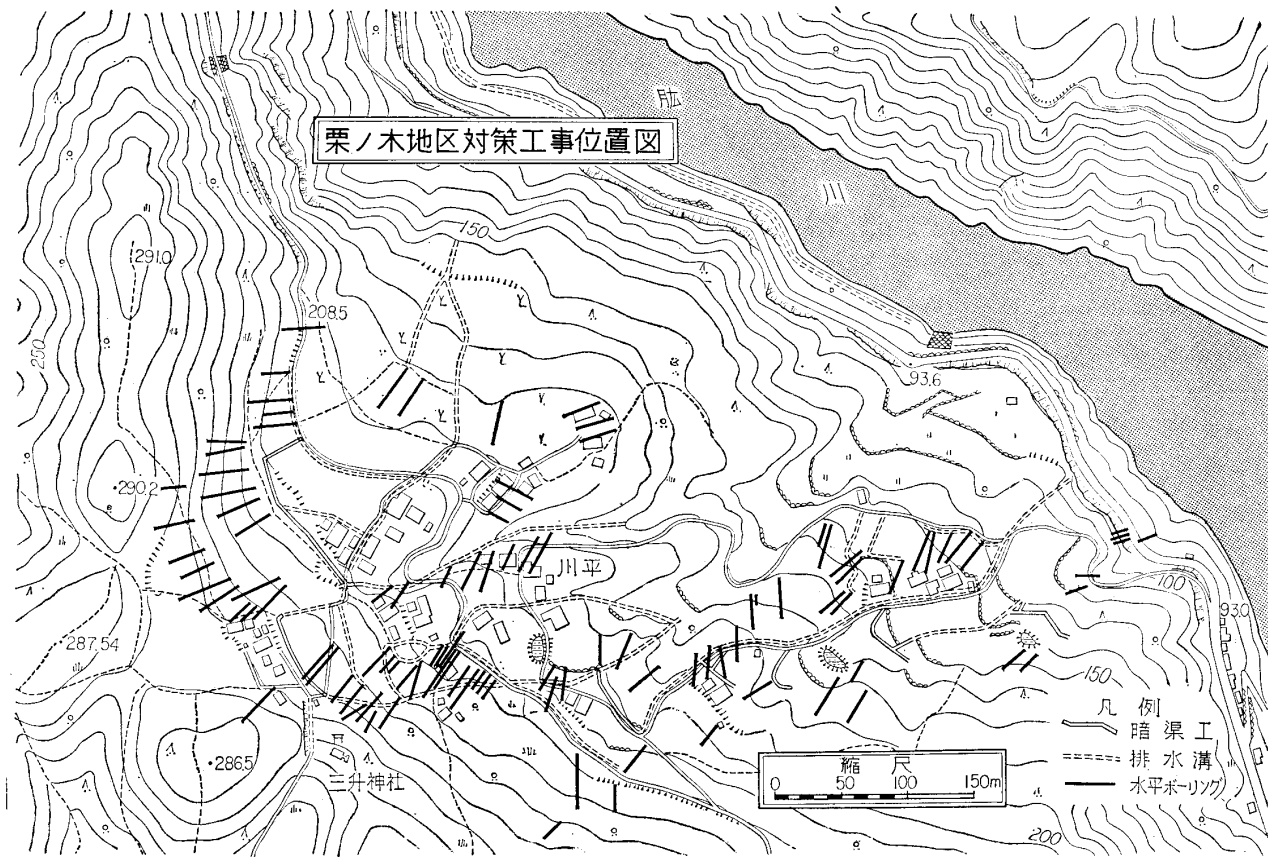 栗ノ木地区対策工事位置図
肱
川
150
291.0
208.5
250
93.6
290.2
川平
100
93.0
287.54
150
286.5
三升神社
200
凡例
暗渠工
排水溝
水平ボーリング
縮尺
0 50 100 150m